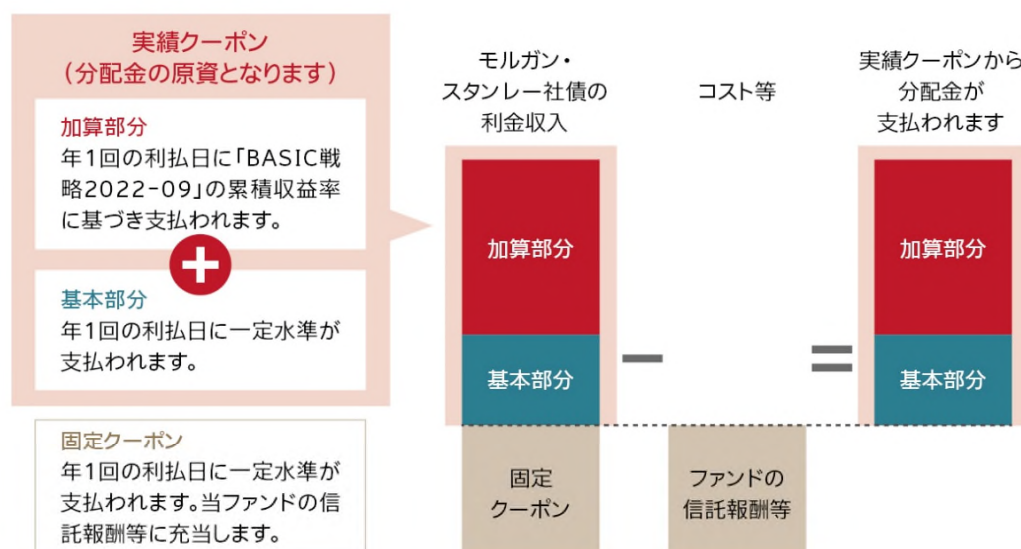 実績クーポン
(分配金の原資となります)
加算部分
年1回の利払日に「BASIC戦
略2022-09」の累積収益率
に基づき支払われます。
基本部分
年1回の利払日に一定水準が
支払われます。
固定クーポン
年1回の利払日に一定水準が
支払われます。当ファンドの信
託報酬等に充当します。
モルガン・
スタンレー社債の
利金収入
加算部分
基本部分
固定
クーポン
コスト等
ファンドの
信託報酬等
実績クーポンから
分配金が
支払われます
加算部分
基本部分